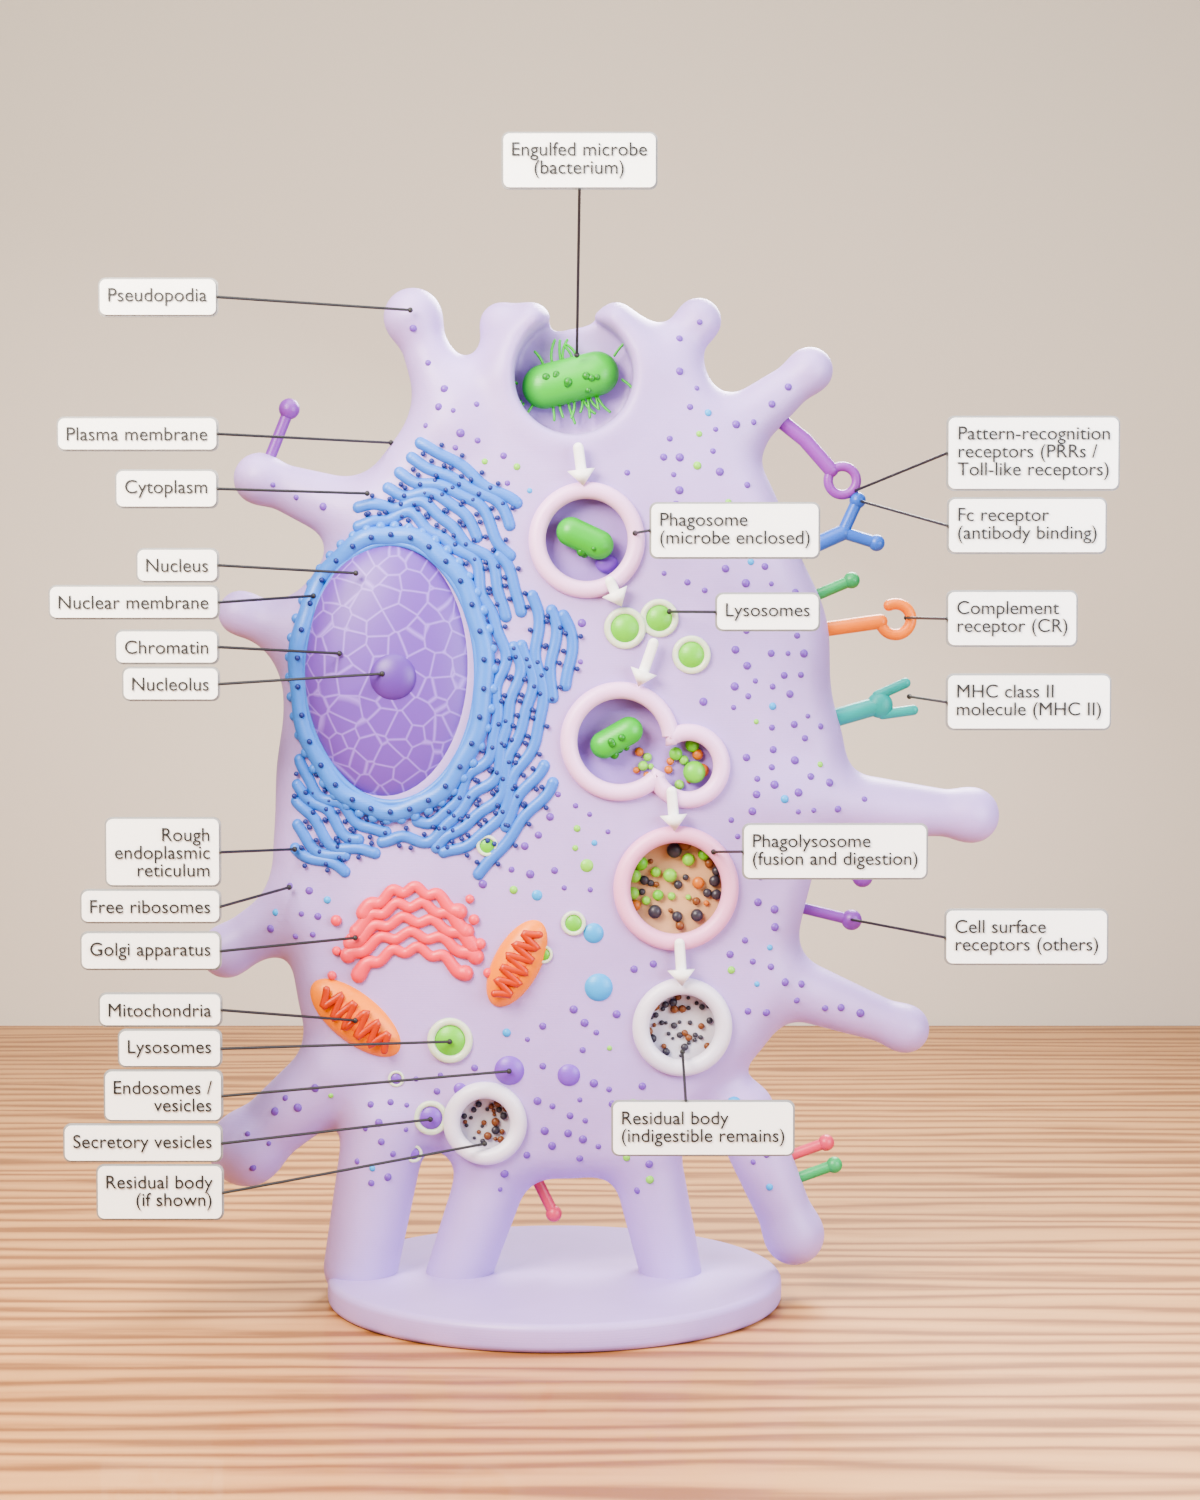 Engulfed microbe
(bacterium)
Pseudopodia
Plasma membrane
Cytoplasm
Nucleus
Nuclear membrane
Chromatin
Nucleolus
Rough
endoplasmic
reticulum
Free ribosomes
Golgi apparatus
Mitochondria
Lysosomes
Endosomes /
vesicles
Secretory vesicles
Residual body
(if shown)
Phagosome
(microbe enclosed)
Lysosomes
Phagolysosome
(fusion and digestion)
Residual body
(indigestible remains)
Pattern-recognition
receptors (PRRs /
Toll-like receptors)
Fc receptor
(antibody binding)
Complement
receptor (CR)
MHC class II
molecule (MHC II)
Cell surface
receptors (others)